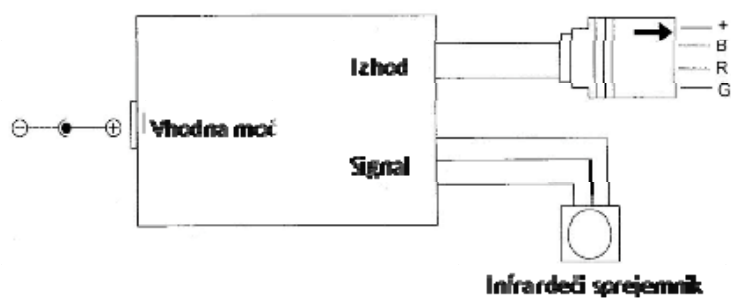 Izhod
+
B
R
G
Vhodna moč
Signal
Infrardeči sprejemnik